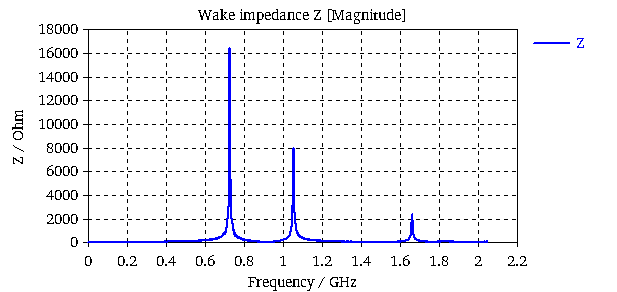 Wake impedance Z [Magnitude]
18000
16000
14000
12000
10000
8000
6000
4000
2000
0
Z / Ohm
0 0.2 0.4 0.6 0.8 1 1.2 1.4 1.6 1.8 2 2.2
Frequency / GHz
Z